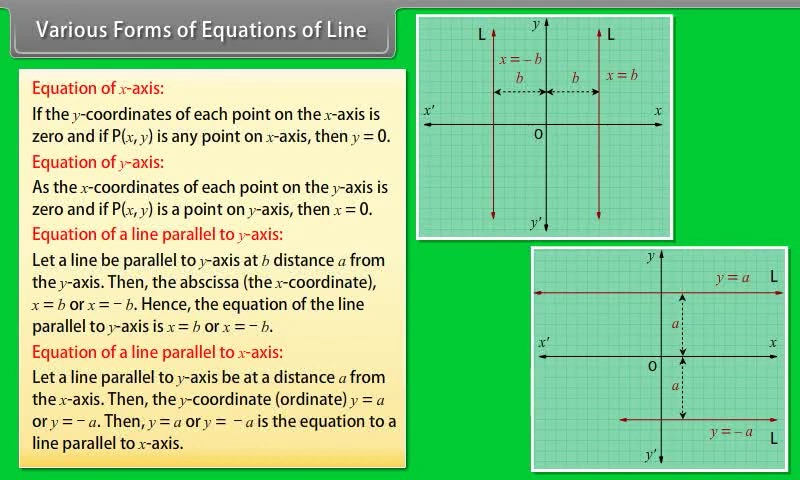 Various Forms of Equations of Line
Equation of x-axis:
If the y-coordinates of each point on the x-axis is
zero and if P(x, y) is any point on x-axis, then y = 0.
Equation of y-axis:
As the x-coordinates of each point on the y-axis is
zero and if P(x, y) is a point on y-axis, then x = 0.
Equation of a line parallel to y-axis:
Let a line be parallel to y-axis at b distance a from
the y-axis. Then, the abscissa (the x-coordinate),
x = b or x = – b. Hence, the equation of the line
parallel to y-axis is x = b or x = – b.
Equation of a line parallel to x-axis:
Let a line parallel to y-axis be at a distance a from
the x-axis. Then, the y-coordinate (ordinate) y = a
or y = – a. Then, y = a or y = – a is the equation to a
line parallel to x-axis.
y
L L
x = – b
b b x = b
x' x
O
y'
y
y = a L
a
x' x
O
a
y = – a L
y'